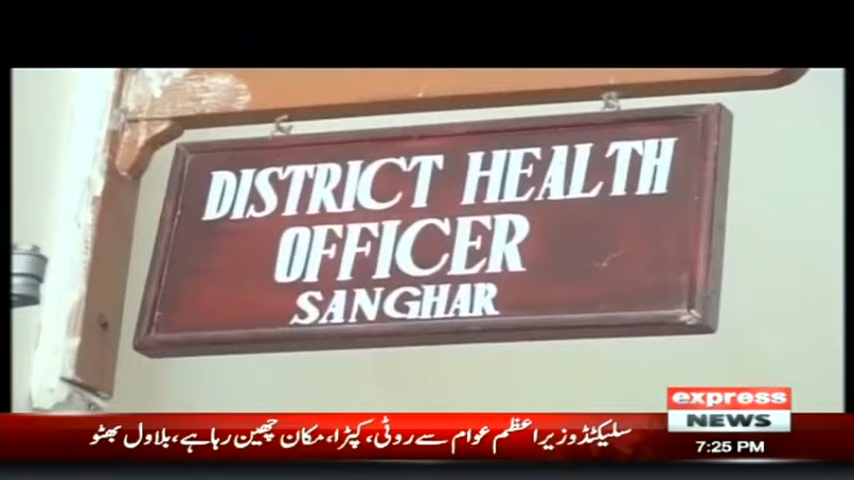 DISTRICT HEALTH
OFFICER
SANGHAR
express
NEWS
7:25 PM
سلیکٹڈ وزیراعظم عوام سے روٹی، کپڑا، مکان چھین رہا ہے، بلاول بھٹو